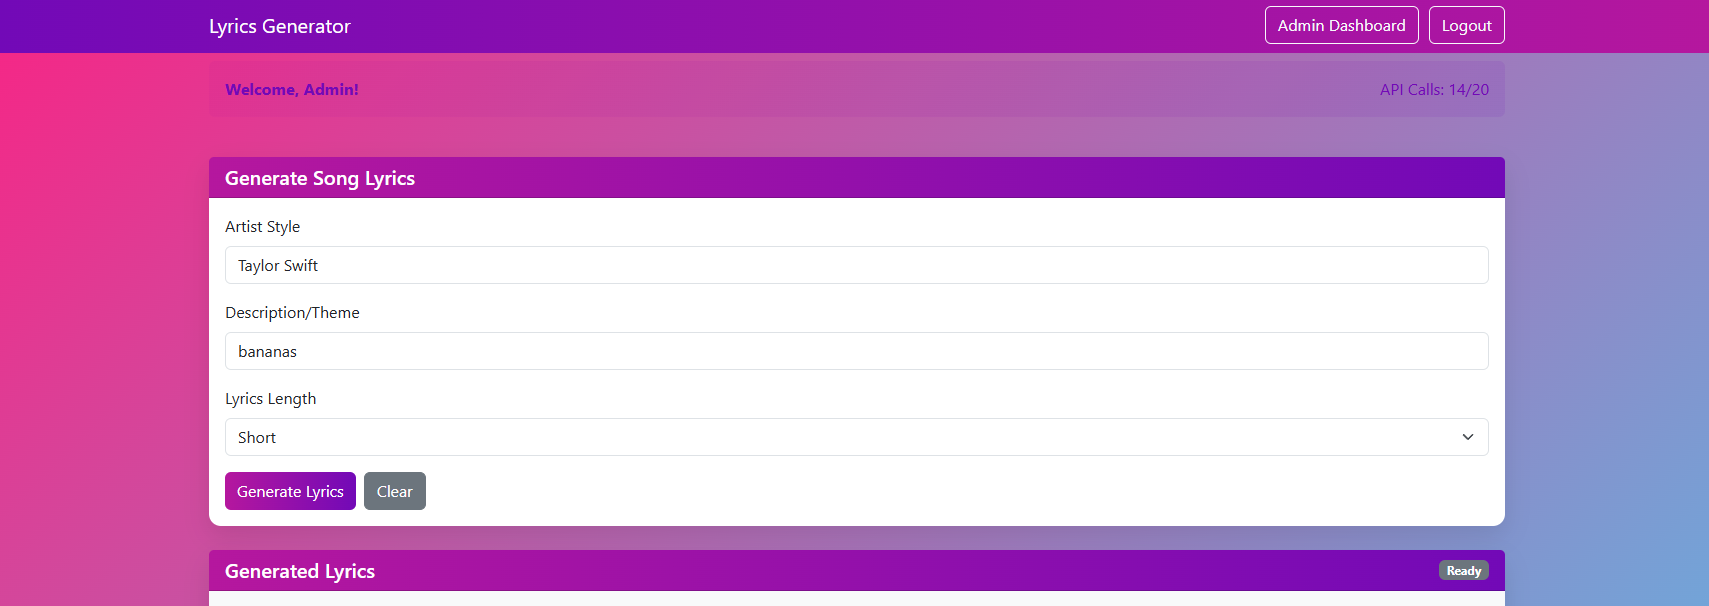 Lyrics Generator Admin Dashboard Logout
Welcome, Admin! API Calls: 14/20
Generate Song Lyrics
Artist Style
Taylor Swift
Description/Theme
bananas
Lyrics Length
Short
Generate Lyrics Clear
Generated Lyrics Ready